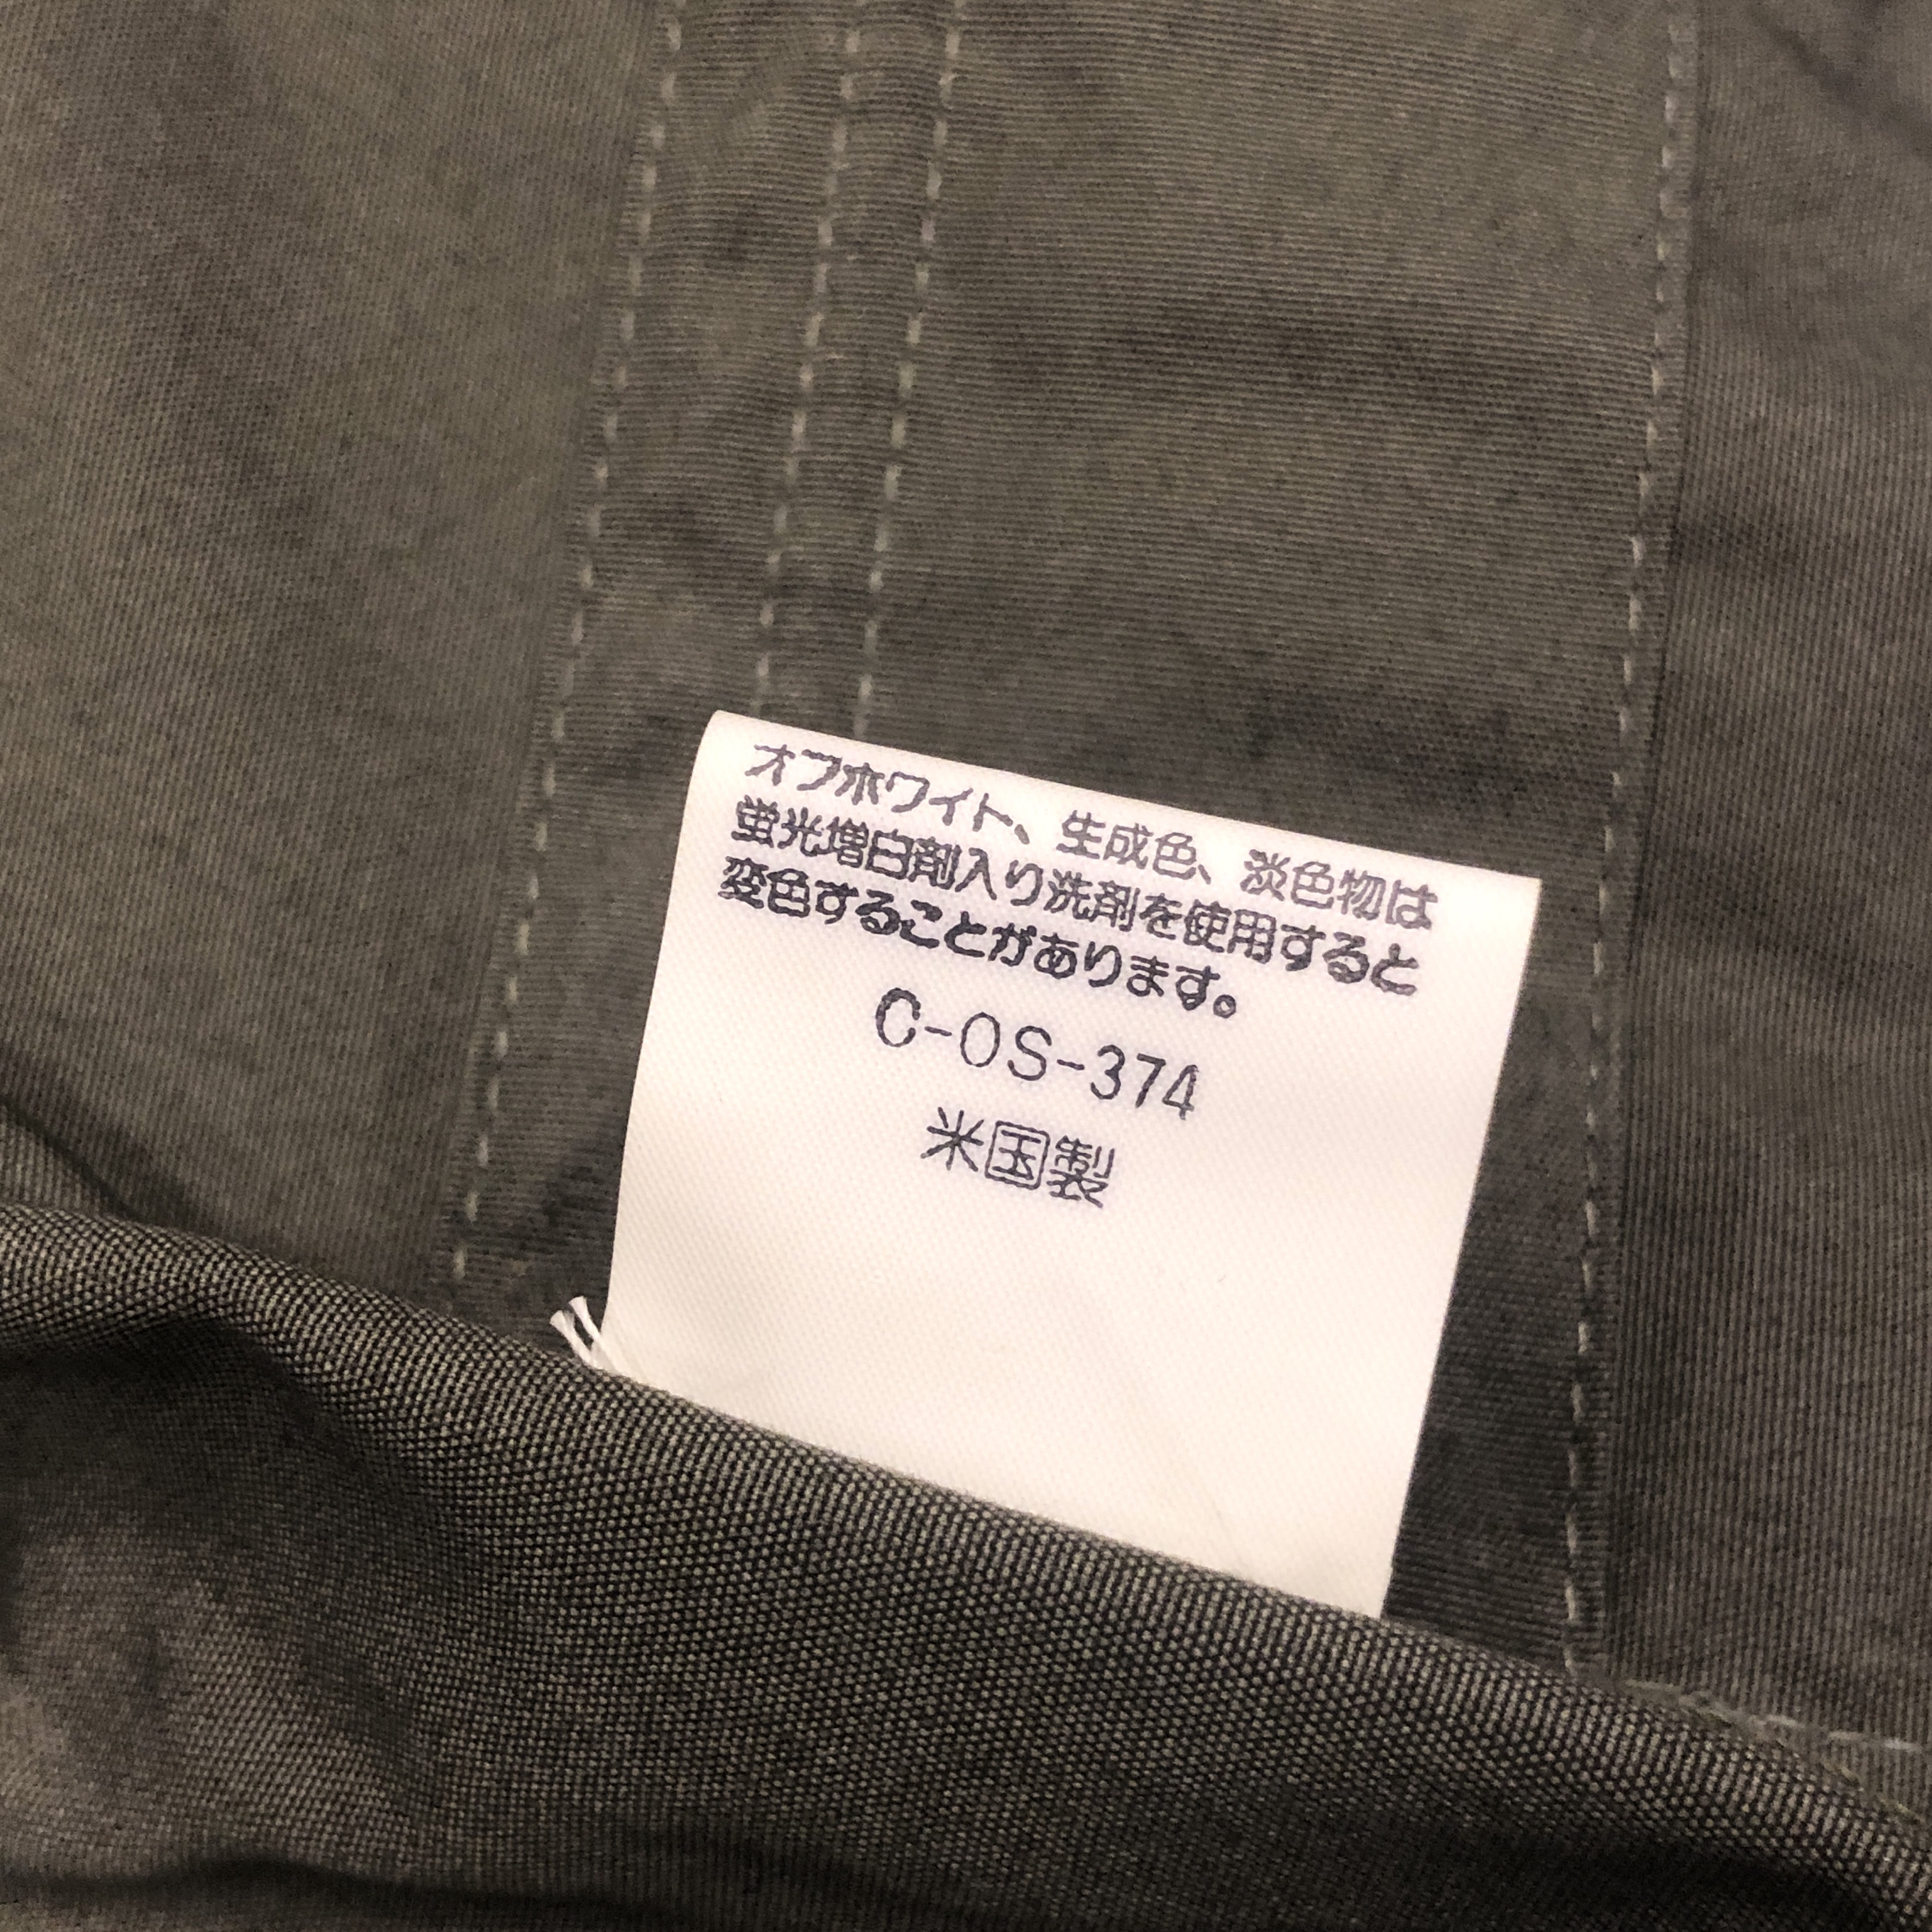 オフホワイト、生成色、淡色物は
蛍光増白剤入り洗剤を使用すると
変色することがあります。
C-OS-374
米国製